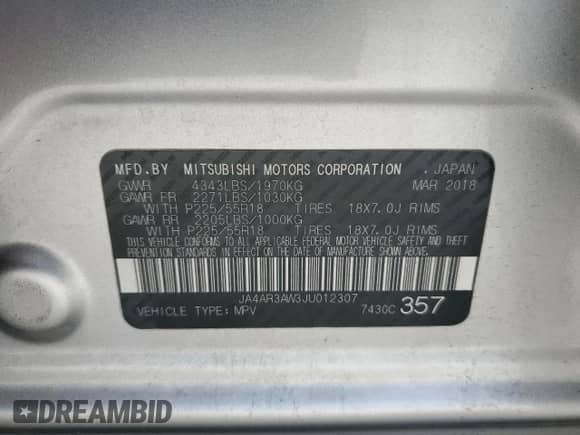 MFD.BY MITSUBISHI MOTORS CORPORATION . JAPAN
GVWR 4343LBS/1970KG MAR 2018
GAWR FR 2271LBS/1030KG
WITH P225/55R18 TIRES 18X7.0J RIMS
GAWR RR 2205LBS/1000KG
WITH P225/55R18 TIRES 18X7.0J RIMS
THIS VEHICLE CONFORMS TO ALL APPLICABLE FEDERAL MOTOR VEHICLE SAFETY AND THEFT
PREVENTION STANDARDS IN EFFECT ON THE DATE OF MANUFACTURE SHOWN ABOVE.
JA4AR3AW3JU012307
VEHICLE TYPE: MPV 7430C 357
DREAMBID